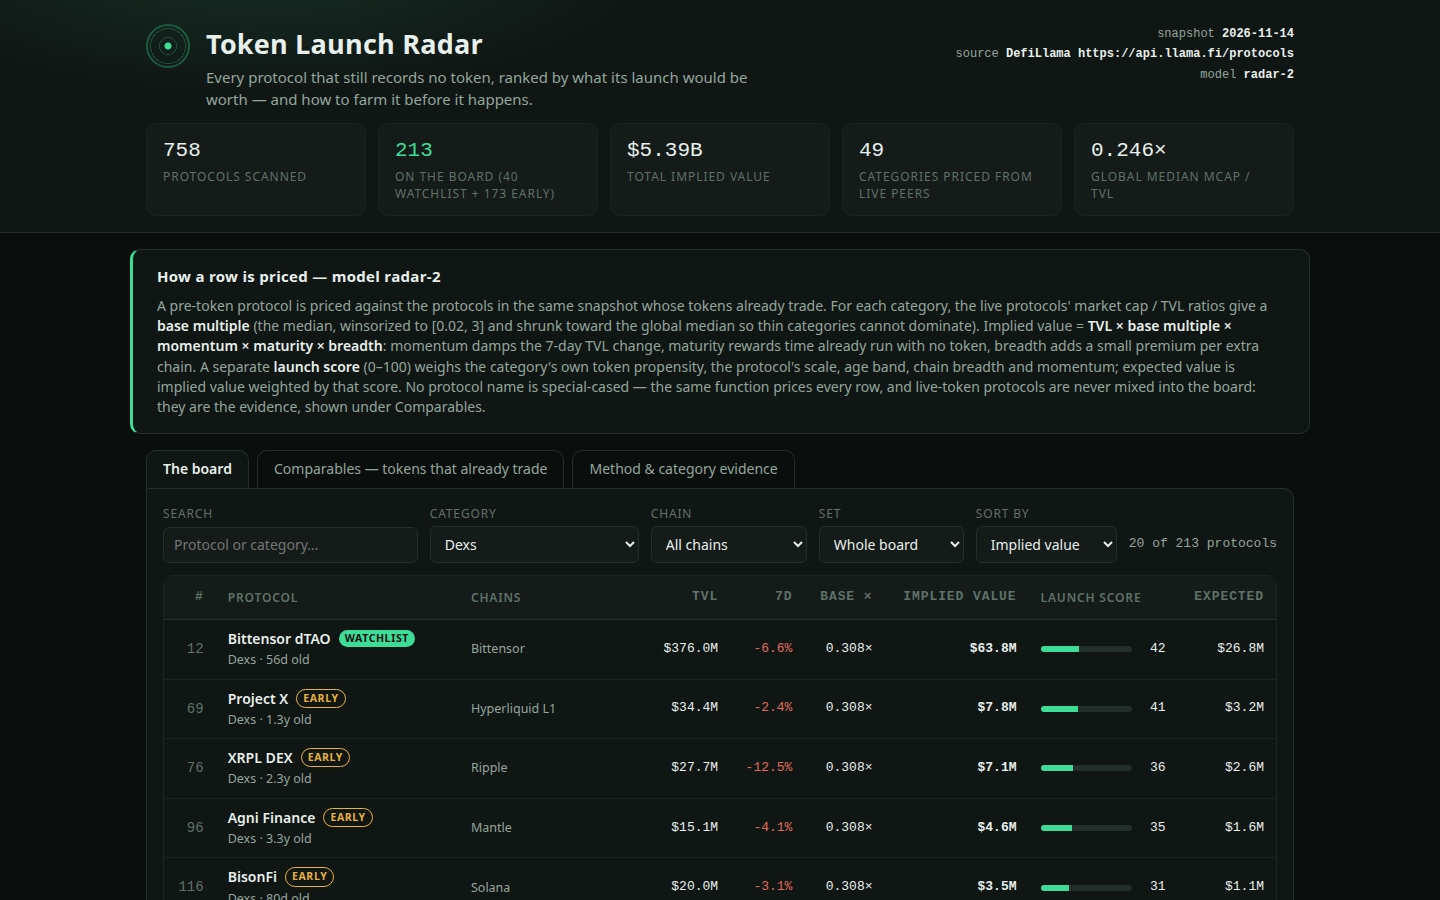 Token Launch Radar
Every protocol that still records no token, ranked by what its launch would be
worth — and how to farm it before it happens.
snapshot 2026-11-14
source DefiLlama https://api.llama.fi/protocols
model radar-2
758
PROTOCOLS SCANNED
213
ON THE BOARD (40
WATCHLIST + 173 EARLY)
$5.39B
TOTAL IMPLIED VALUE
49
CATEGORIES PRICED FROM
LIVE PEERS
0.246×
GLOBAL MEDIAN MCAP /
TVL
How a row is priced — model radar-2
A pre-token protocol is priced against the protocols in the same snapshot whose tokens already trade. For each category, the live protocols' market cap / TVL ratios give a
base multiple (the median, winsorized to [0.02, 3] and shrunk toward the global median so thin categories cannot dominate). Implied value = TVL × base multiple ×
momentum × maturity × breadth: momentum damps the 7-day TVL change, maturity rewards time already run with no token, breadth adds a small premium per extra
chain. A separate launch score (0–100) weighs the category's own token propensity, the protocol's scale, age band, chain breadth and momentum; expected value is
implied value weighted by that score. No protocol name is special-cased — the same function prices every row, and live-token protocols are never mixed into the board:
they are the evidence, shown under Comparables.
The board
Comparables — tokens that already trade
Method & category evidence
SEARCH CATEGORY CHAIN SET SORT BY
Protocol or category… Dexs All chains Whole board Implied value 20 of 213 protocols
# PROTOCOL CHAINS TVL 7D BASE × IMPLIED VALUE LAUNCH SCORE EXPECTED
12 Bittensor dTAO WATCHLIST Bittensor $376.0M -6.6% 0.308× $63.8M 42 $26.8M
Dexs · 56d old
69 Project X EARLY Hyperliquid L1 $34.4M -2.4% 0.308× $7.8M 41 $3.2M
Dexs · 1.3y old
76 XRPL DEX EARLY Ripple $27.7M -12.5% 0.308× $7.1M 36 $2.6M
Dexs · 2.3y old
96 Agni Finance EARLY Mantle $15.1M -4.1% 0.308× $4.6M 35 $1.6M
Dexs · 3.3y old
116 BisonFi EARLY Solana $20.0M -3.1% 0.308× $3.5M 31 $1.1M
Dexs · 80d old